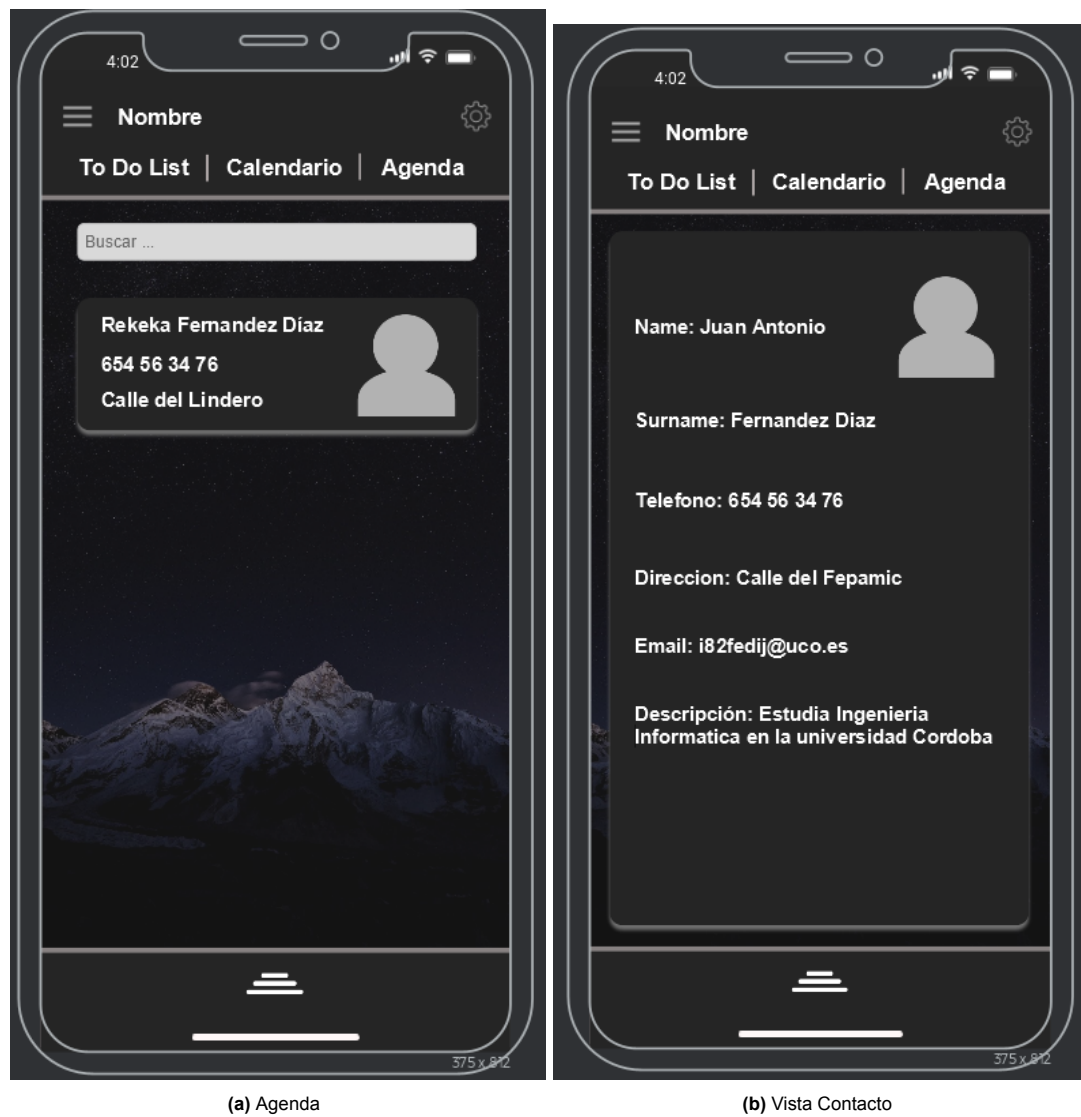 4:02
Nombre
To Do List | Calendario | Agenda
Buscar ...
Rekeka Fernandez Díaz
654 56 34 76
Calle del Lindero
375 x 812
(a) Agenda
4:02
Nombre
To Do List | Calendario | Agenda
Name: Juan Antonio
Surname: Fernandez Diaz
Telefono: 654 56 34 76
Direccion: Calle del Fepamic
Email: i82fedij@uco.es
Descripción: Estudia Ingenieria
Informatica en la universidad Cordoba
375 x 812
(b) Vista Contacto